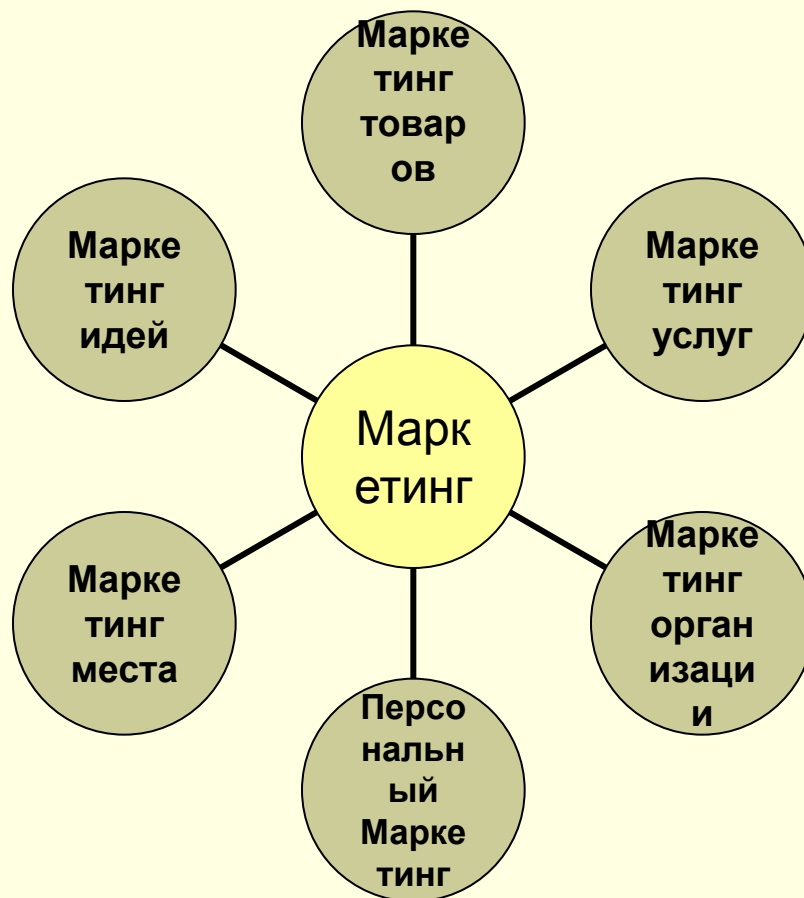 Марке
тинг
товар
ов
Марке
тинг
идей
Марке
тинг
услуг
Марк
етинг
Марке
тинг
места
Марке
тинг
орган
изаци
и
Персо
нальн
ый
Марке
тинг